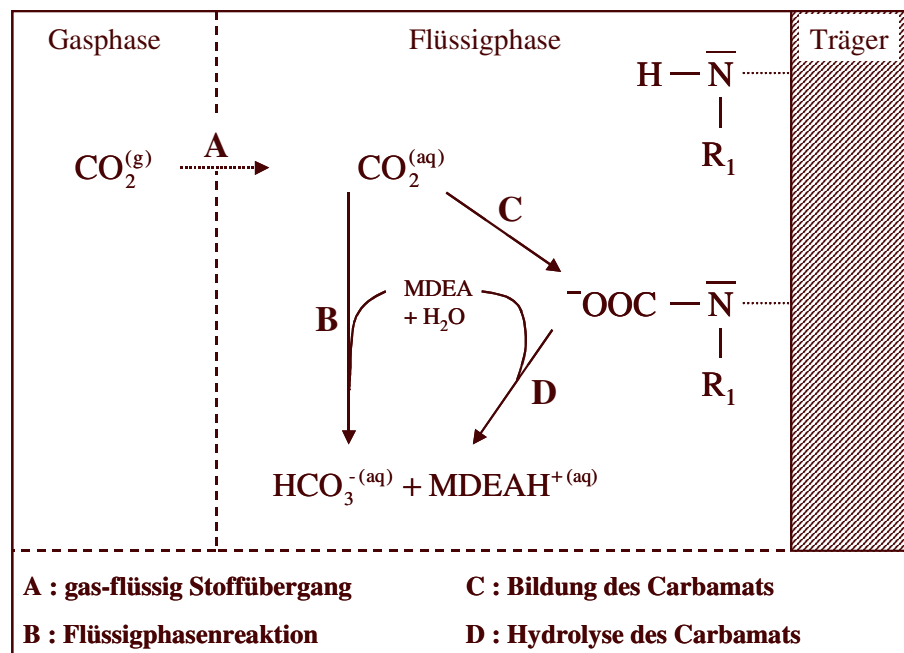 Gasphase Flüssigphase Träger
H — N
R₁
CO₂⁽ᵍ⁾ A CO₂⁽ᵃq⁾
C
MDEA
+ H₂O
B
⁻OOC — N
R₁
D
HCO₃⁻⁽ᵃq⁾ + MDEAH⁺⁽ᵃq⁾
A : gas-flüssig Stoffübergang
C : Bildung des Carbamats
B : Flüssigphasenreaktion
D : Hydrolyse des Carbamats